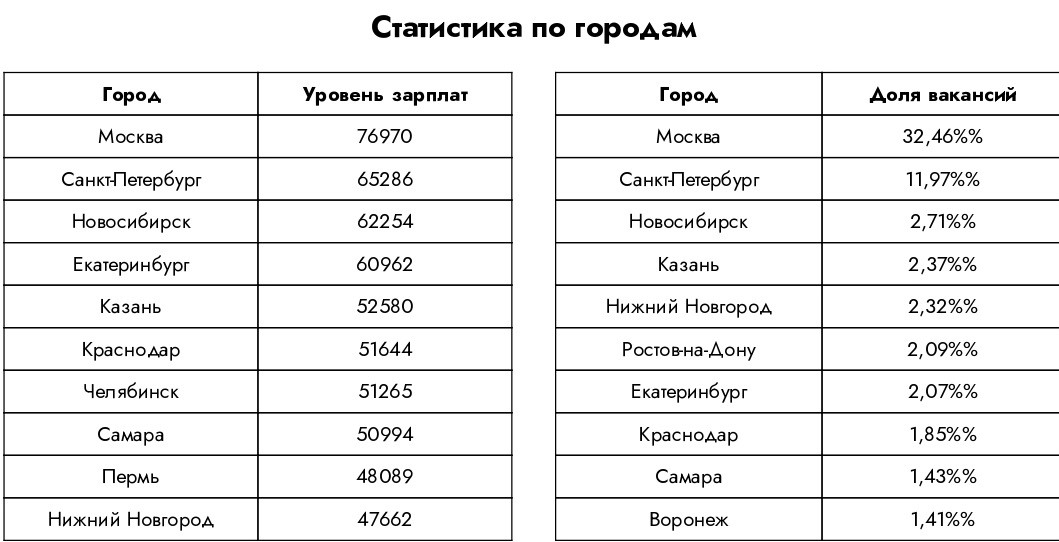 Статистика по городам
Город Уровень зарплат
Москва 76970
Санкт-Петербург 65286
Новосибирск 62254
Екатеринбург 60962
Казань 52580
Краснодар 51644
Челябинск 51265
Самара 50994
Пермь 48089
Нижний Новгород 47662
Город Доля вакансий
Москва 32,46%%
Санкт-Петербург 11,97%%
Новосибирск 2,71%%
Казань 2,37%%
Нижний Новгород 2,32%%
Ростов-на-Дону 2,09%%
Екатеринбург 2,07%%
Краснодар 1,85%%
Самара 1,43%%
Воронеж 1,41%%